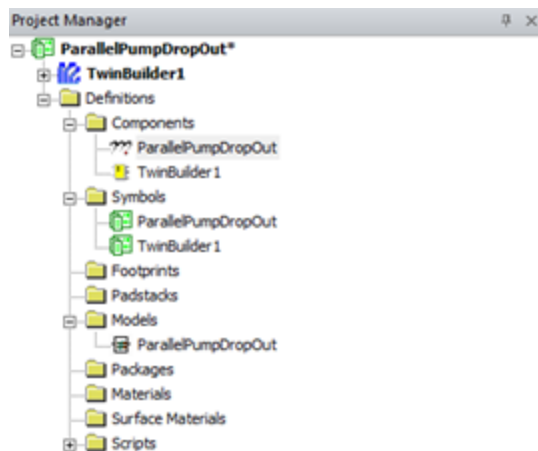 Project Manager
ParallelPumpDropOut*
TwinBuilder1
Definitions
Components
ParallelPumpDropOut
TwinBuilder1
Symbols
ParallelPumpDropOut
TwinBuilder1
Footprints
Padstacks
Models
ParallelPumpDropOut
Packages
Materials
Surface Materials
Scripts